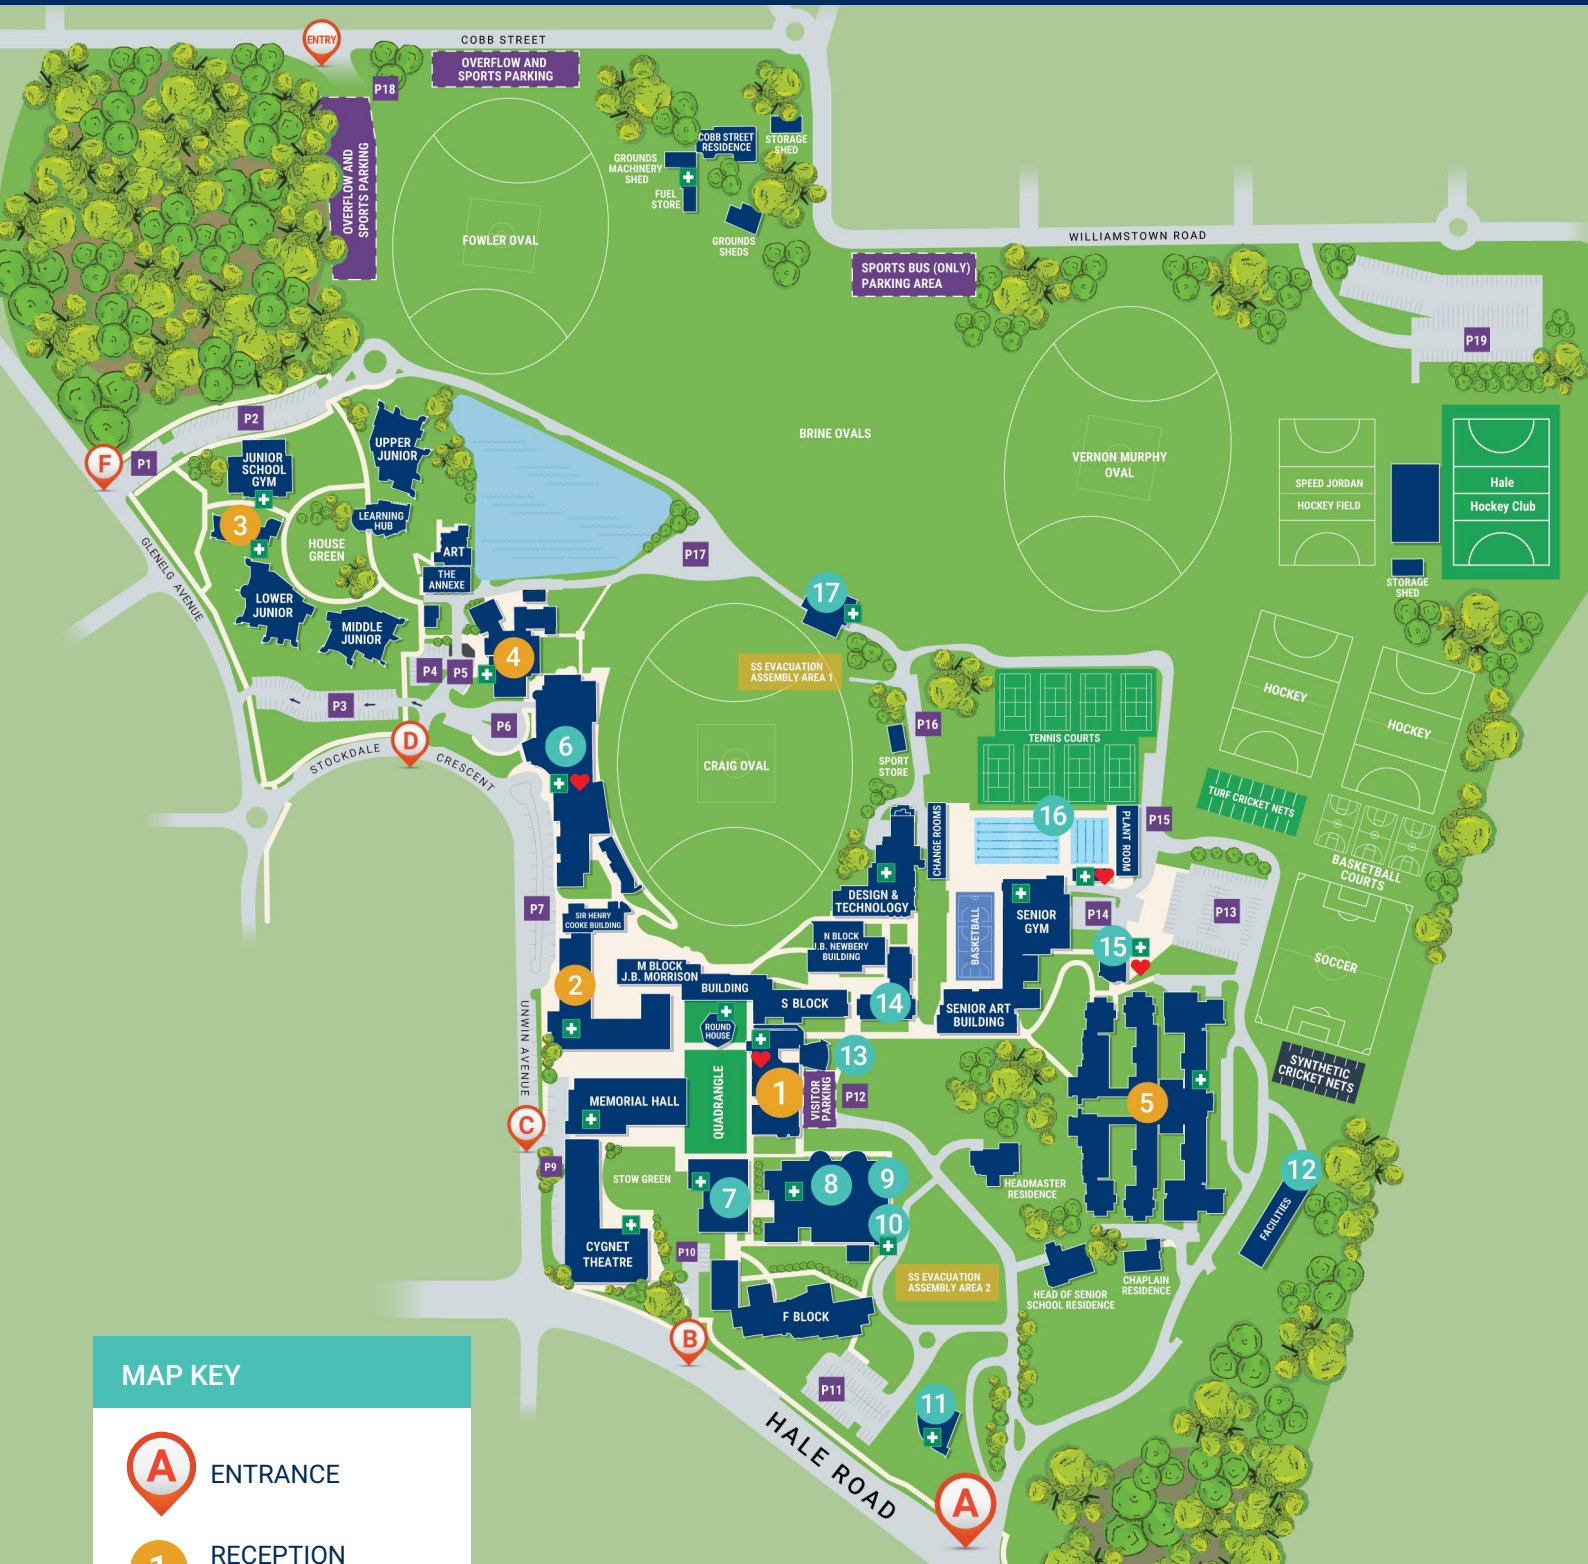 ENTRY
COBB STREET
OVERFLOW AND
SPORTS PARKING
P18
OVERFLOW AND
SPORTS PARKING
COBB STREET
RESIDENCE
STORAGE
SHED
GROUNDS
MACHINERY
SHED
FUEL
STORE
GROUNDS
SHEDS
FOWLER OVAL
WILLIAMSTOWN ROAD
SPORTS BUS (ONLY)
PARKING AREA
P19
P2
F
P1
UPPER
JUNIOR
JUNIOR
SCHOOL
GYM
3
LEARNING
HUB
HOUSE
GREEN
ART
THE
ANNEXE
LOWER
JUNIOR
MIDDLE
JUNIOR
GLENELG AVENUE
BRINE OVALS
VERNON MURPHY
OVAL
SPEED JORDAN
HOCKEY FIELD
Hale
Hockey Club
STORAGE
SHED
P17
17
4
P4
P5
P3
P6
D
STOCKDALE
CRESCENT
6
SS EVACUATION
ASSEMBLY AREA 1
CRAIG OVAL
SPORT
STORE
P16
TENNIS COURTS
HOCKEY
HOCKEY
TURF CRICKET NETS
BASKETBALL
COURTS
16
CHANGE ROOMS
PLANT ROOM
P15
P7
SIR HENRY
COOKE BUILDING
DESIGN &
TECHNOLOGY
BASKETBALL
SENIOR
GYM
P14
P13
15
SOCCER
2
M BLOCK
J.B. MORRISON
BUILDING
N BLOCK
J.B. NEWBERY
BUILDING
S BLOCK
14
SENIOR ART
BUILDING
ROUND
HOUSE
UNWIN AVENUE
13
SYNTHETIC
CRICKET NETS
MEMORIAL HALL
QUADRANGLE
1
VISITOR
PARKING
P12
5
C
P9
STOW GREEN
7
8
9
10
HEADMASTER
RESIDENCE
12
FACILITIES
CYGNET
THEATRE
P10
SS EVACUATION
ASSEMBLY AREA 2
HEAD OF SENIOR
SCHOOL RESIDENCE
CHAPLAIN
RESIDENCE
F BLOCK
B
P11
11
HALE ROAD
A
MAP KEY
A
ENTRANCE
1
RECEPTION